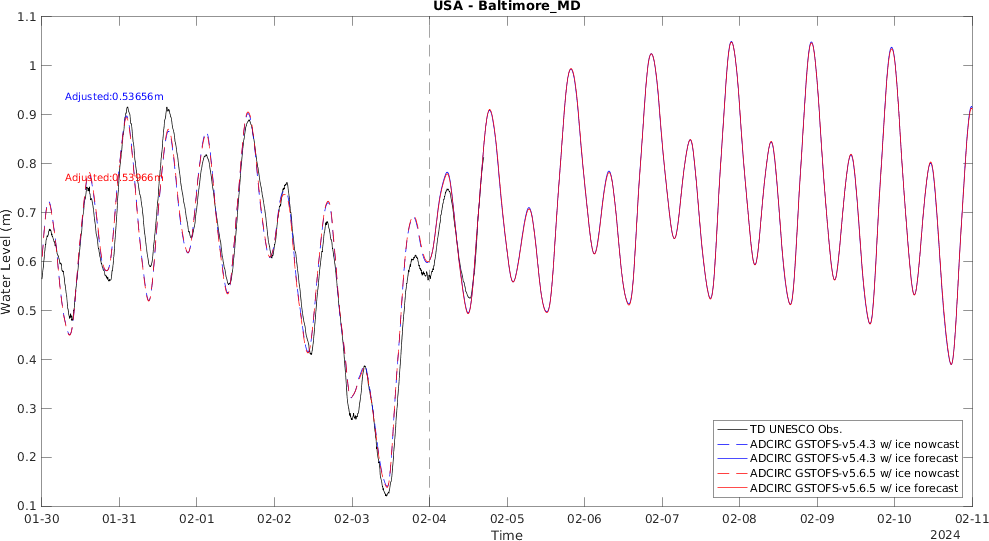 USA - Baltimore_MD
1.1
1
0.9
0.8
0.7
0.6
0.5
0.4
0.3
0.2
0.1
Water Level (m)
Adjusted:0.53656m
Adjusted:0.53966m
TD UNESCO Obs.
ADCIRC GSTOFS-v5.4.3 w/ ice nowcast
ADCIRC GSTOFS-v5.4.3 w/ ice forecast
ADCIRC GSTOFS-v5.6.5 w/ ice nowcast
ADCIRC GSTOFS-v5.6.5 w/ ice forecast
01-30 01-31 02-01 02-02 02-03 02-04 02-05 02-06 02-07 02-08 02-09 02-10 02-11
Time
2024